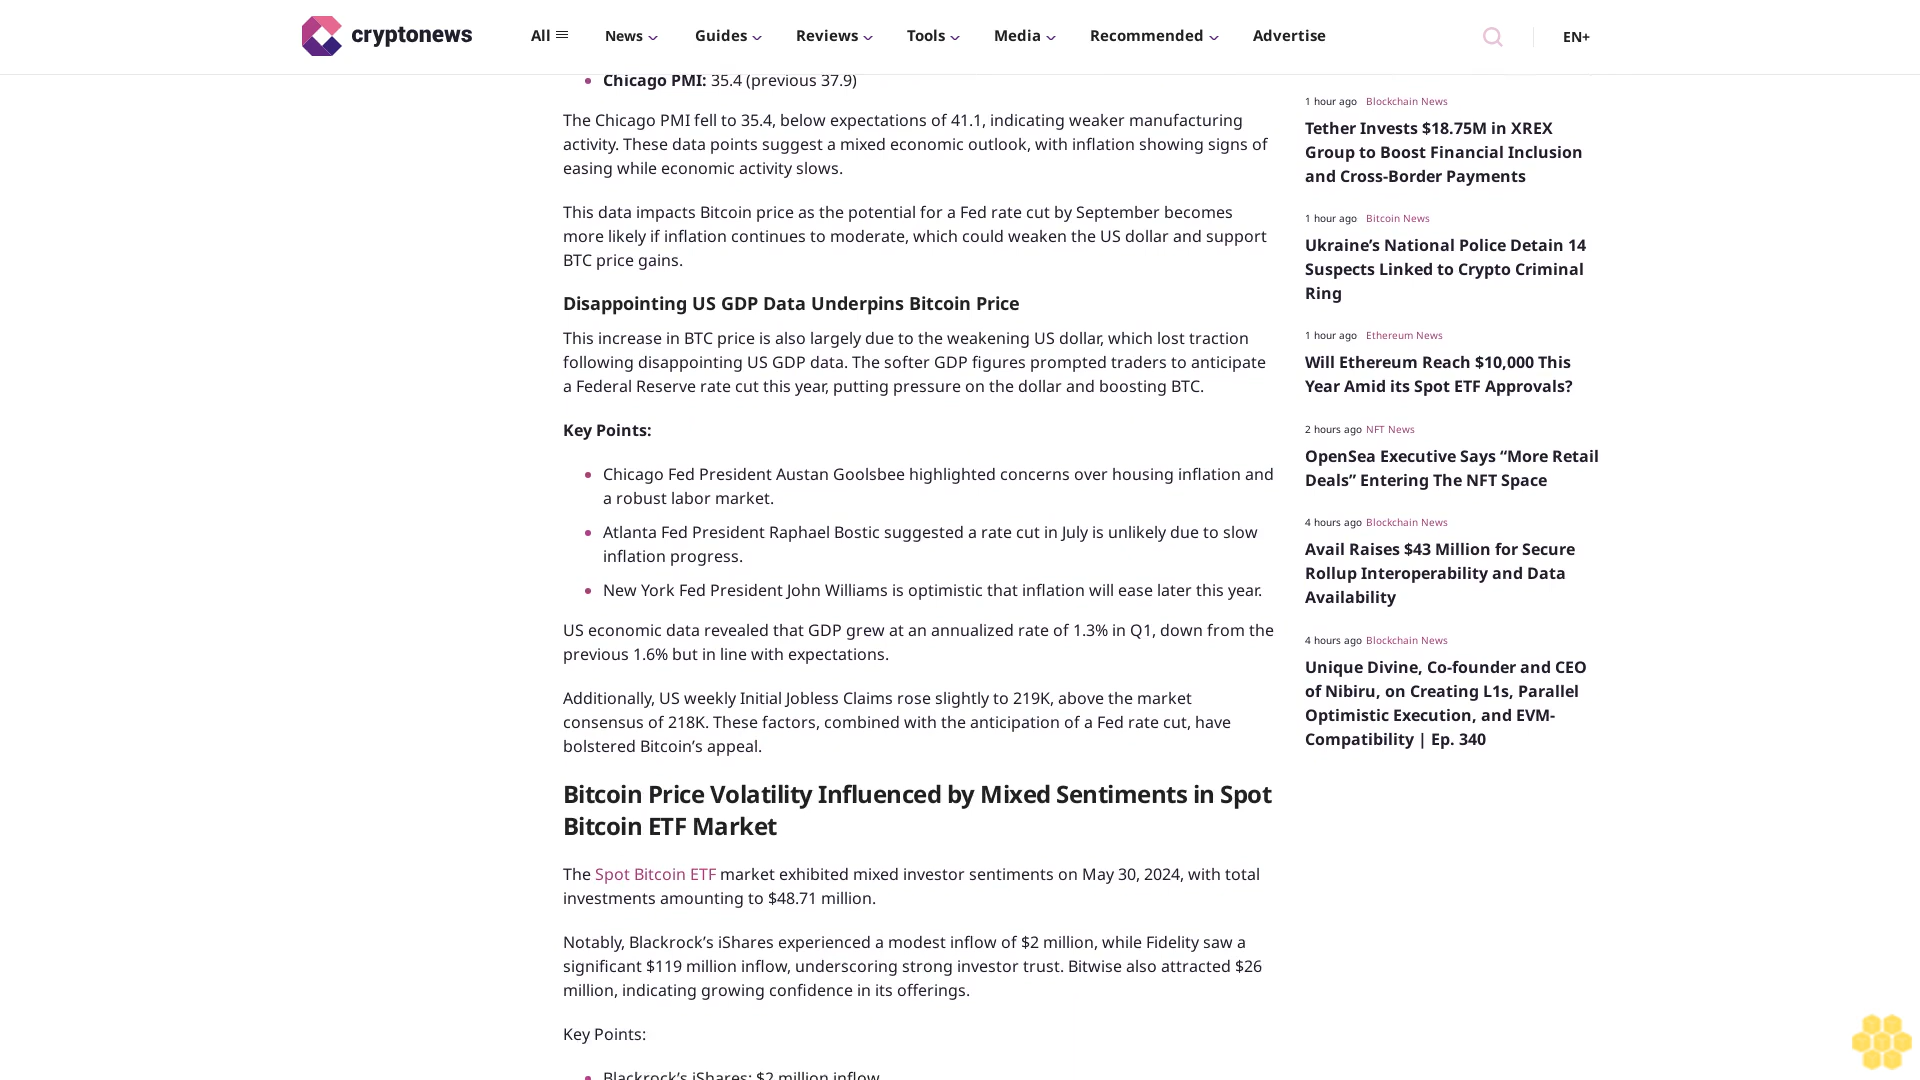 cryptonews
All
News
Guides
Reviews
Tools
Media
Recommended
Advertise
EN+
Chicago PMI: 35.4 (previous 37.9)
The Chicago PMI fell to 35.4, below expectations of 41.1, indicating weaker manufacturing
activity. These data points suggest a mixed economic outlook, with inflation showing signs of
easing while economic activity slows.
This data impacts Bitcoin price as the potential for a Fed rate cut by September becomes
more likely if inflation continues to moderate, which could weaken the US dollar and support
BTC price gains.
Disappointing US GDP Data Underpins Bitcoin Price
This increase in BTC price is also largely due to the weakening US dollar, which lost traction
following disappointing US GDP data. The softer GDP figures prompted traders to anticipate
a Federal Reserve rate cut this year, putting pressure on the dollar and boosting BTC.
Key Points:
Chicago Fed President Austan Goolsbee highlighted concerns over housing inflation and
a robust labor market.
Atlanta Fed President Raphael Bostic suggested a rate cut in July is unlikely due to slow
inflation progress.
New York Fed President John Williams is optimistic that inflation will ease later this year.
US economic data revealed that GDP grew at an annualized rate of 1.3% in Q1, down from the
previous 1.6% but in line with expectations.
Additionally, US weekly Initial Jobless Claims rose slightly to 219K, above the market
consensus of 218K. These factors, combined with the anticipation of a Fed rate cut, have
bolstered Bitcoin’s appeal.
Bitcoin Price Volatility Influenced by Mixed Sentiments in Spot
Bitcoin ETF Market
The Spot Bitcoin ETF market exhibited mixed investor sentiments on May 30, 2024, with total
investments amounting to $48.71 million.
Notably, Blackrock’s iShares experienced a modest inflow of $2 million, while Fidelity saw a
significant $119 million inflow, underscoring strong investor trust. Bitwise also attracted $26
million, indicating growing confidence in its offerings.
Key Points:
Blackrock’s iShares: $2 million inflow
1 hour ago Blockchain News
Tether Invests $18.75M in XREX
Group to Boost Financial Inclusion
and Cross-Border Payments
1 hour ago Bitcoin News
Ukraine’s National Police Detain 14
Suspects Linked to Crypto Criminal
Ring
1 hour ago Ethereum News
Will Ethereum Reach $10,000 This
Year Amid its Spot ETF Approvals?
2 hours ago NFT News
OpenSea Executive Says “More Retail
Deals” Entering The NFT Space
4 hours ago Blockchain News
Avail Raises $43 Million for Secure
Rollup Interoperability and Data
Availability
4 hours ago Blockchain News
Unique Divine, Co-founder and CEO
of Nibiru, on Creating L1s, Parallel
Optimistic Execution, and EVM-
Compatibility | Ep. 340